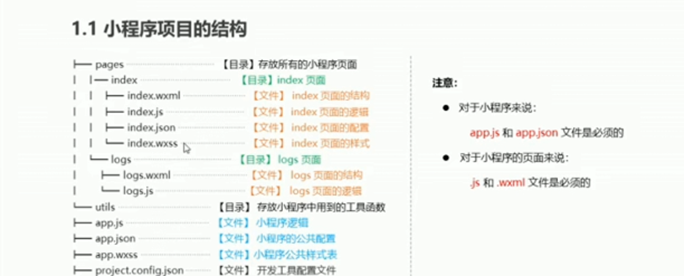 1.1 小程序项目的结构
├── pages 【目录】存放所有的小程序页面
│ ├── index 【目录】index 页面
│ │ ├── index.wxml 【文件】 index 页面的结构
│ │ ├── index.js 【文件】 index 页面的逻辑
│ │ ├── index.json 【文件】 index 页面的配置
│ │ └── index.wxss 【文件】 index 页面的样式
│ └── logs 【目录】 logs 页面
│ ├── logs.wxml 【文件】 logs 页面的结构
│ └── logs.js 【文件】 logs 页面的逻辑
└── utils 【目录】 存放小程序中用到的工具函数
├── app.js 【文件】 小程序逻辑
├── app.json 【文件】 小程序的公共配置
├── app.wxss 【文件】小程序公共样式表
├── project.config.json 【文件】 开发工具配置文件
注意：
● 对于小程序来说：
app.js 和 app.json 文件是必须的
● 对于小程序的页面来说：
.js 和 .wxml 文件是必须的